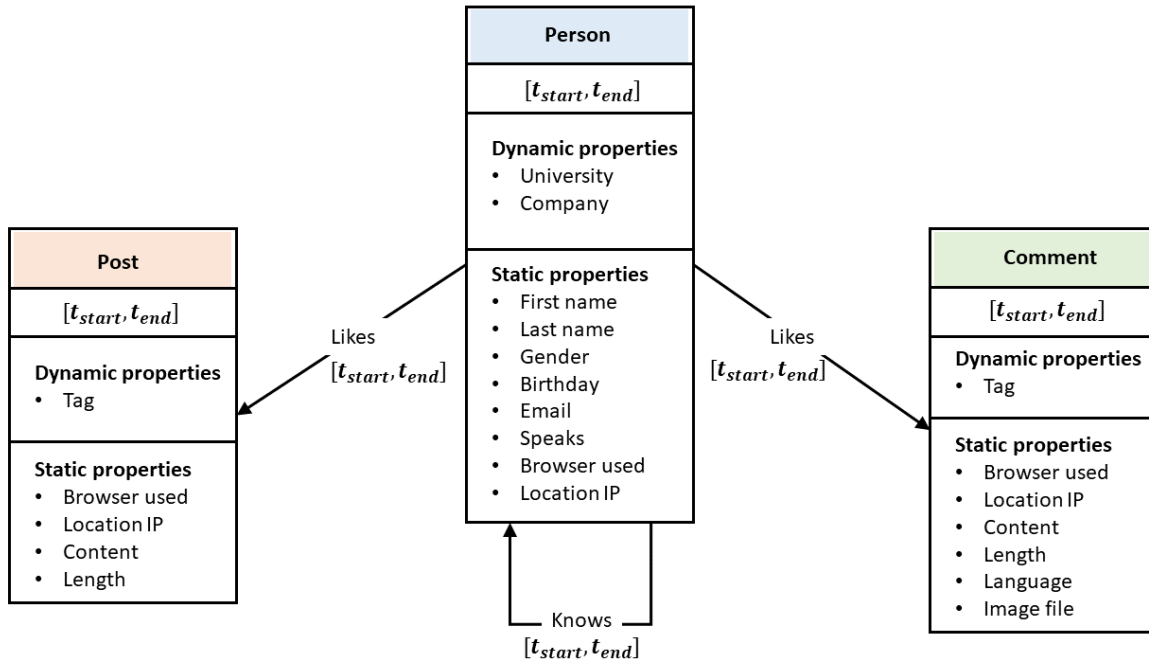 Person
[t_start, t_end]
Dynamic properties
• University
• Company
Static properties
• First name
• Last name
• Gender
• Birthday
• Email
• Speaks
• Browser used
• Location IP
Post
[t_start, t_end]
Dynamic properties
• Tag
Static properties
• Browser used
• Location IP
• Content
• Length
Likes
[t_start, t_end]
Likes
[t_start, t_end]
Comment
[t_start, t_end]
Dynamic properties
• Tag
Static properties
• Browser used
• Location IP
• Content
• Length
• Language
• Image file
Knows
[t_start, t_end]